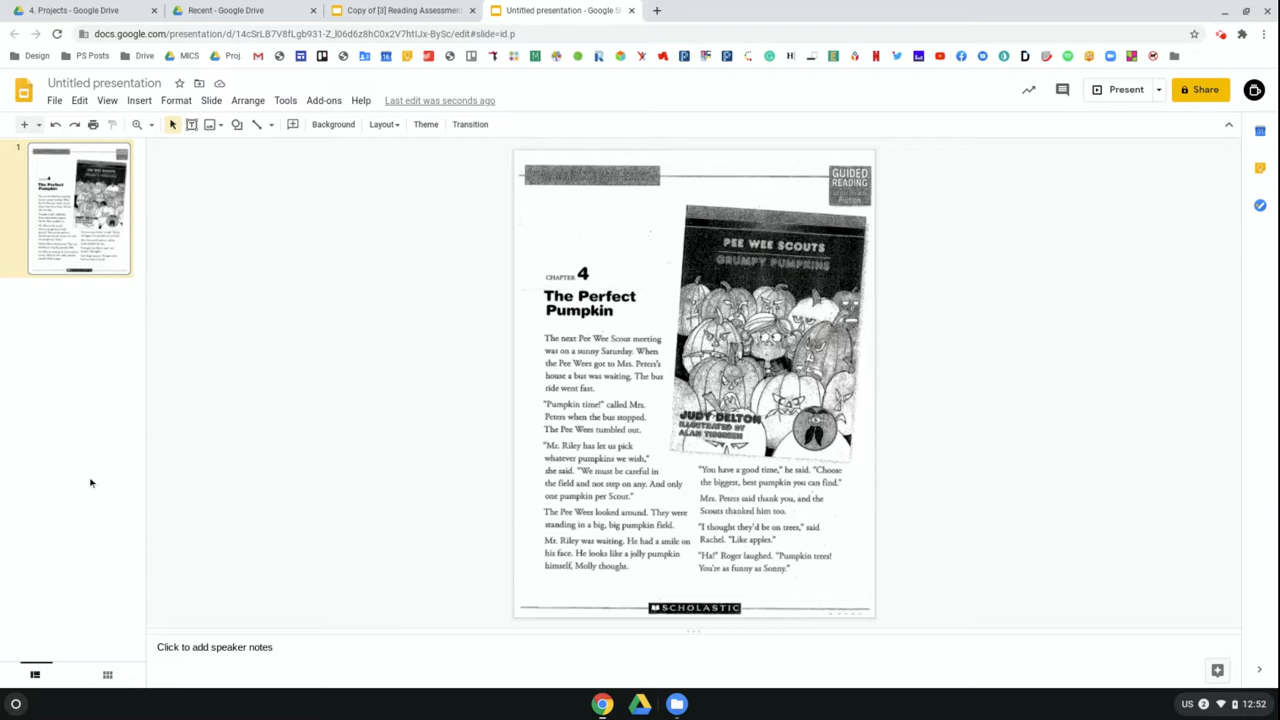 4. Projects - Google Drive
Recent - Google Drive
Copy of [3] Reading Assessment
Untitled presentation - Google S
docs.google.com/presentation/d/14cSrLB7V8fLgb931-Z_l06d6z8hC0x2V7htIJx-BySc/edit#slide=id.p
Design PS Posts Drive MiCS Proj
Untitled presentation
File Edit View Insert Format Slide Arrange Tools Add-ons Help Last edit was seconds ago
Present Share
Background Layout Theme Transition
1
GUIDED
READING
Fiction
PEE WEE SCOUTS
GRUMPY PUMPKINS
CHAPTER 4
The Perfect
Pumpkin
The next Pee Wee Scout meeting
was on a sunny Saturday. When
the Pee Wees got to Mrs. Peters's
house a bus was waiting. The bus
ride went fast.
"Pumpkin time!" called Mrs.
Peters when the bus stopped.
The Pee Wees tumbled out.
"Mr. Riley has let us pick
whatever pumpkins we wish,"
she said. "We must be careful in
the field and not step on any. And only
one pumpkin per Scout."
The Pee Wees looked around. They were
standing in a big, big pumpkin field.
Mr. Riley was waiting. He had a smile on
his face. He looks like a jolly pumpkin
himself, Molly thought.
JUDY DELTON
ILLUSTRATED BY
ALAN TIEGREEN
"You have a good time," he said. "Choose
the biggest, best pumpkin you can find."
Mrs. Peters said thank you, and the
Scouts thanked him too.
"I thought they'd be on trees," said
Rachel. "Like apples."
"Ha!" Roger laughed. "Pumpkin trees!
You're as funny as Sonny."
SCHOLASTIC
Click to add speaker notes
US 2 12:52